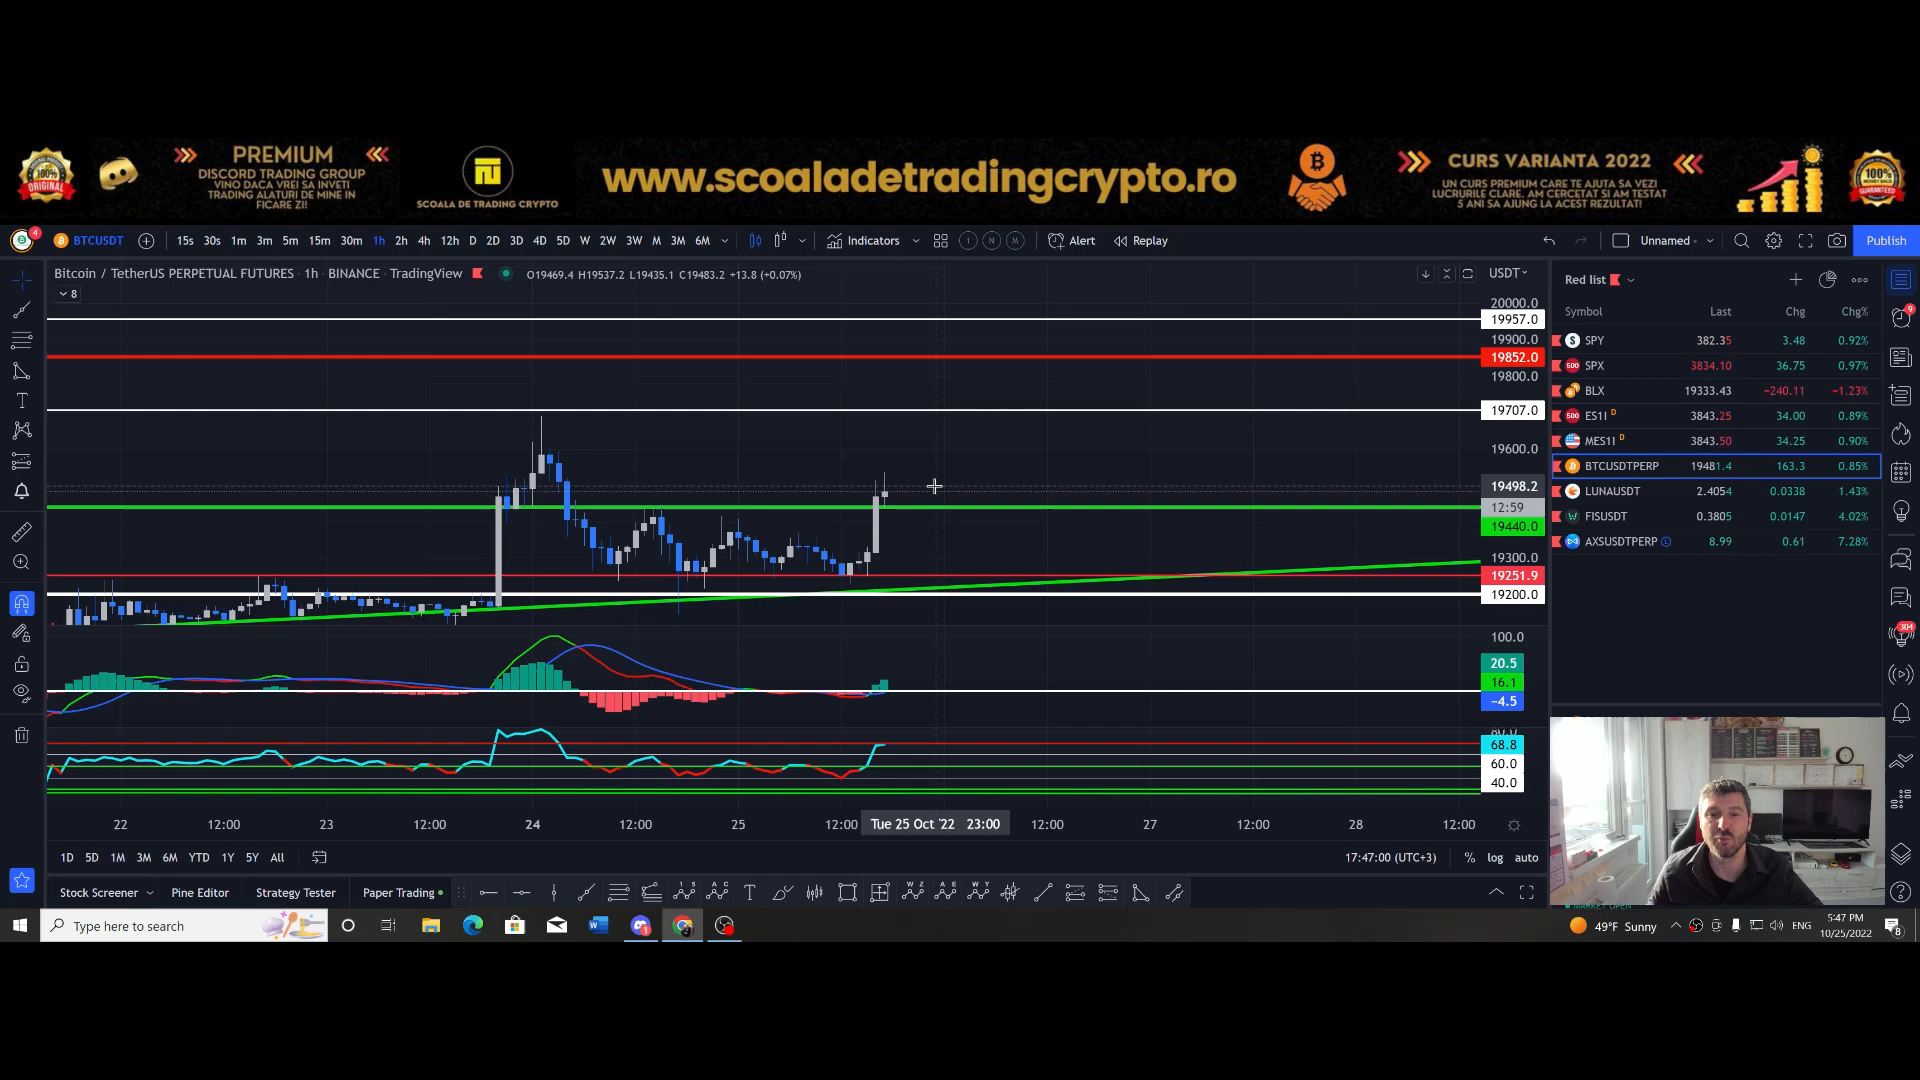 PREMIUM
DISCORD TRADING GROUP
VINO DACA VREI SA INVETI
TRADING ALATURI DE MINE IN
FICARE ZI!
SCOALA DE TRADING CRYPTO
www.scoaladetradingcrypto.ro
CURS VARIANTA 2022
UN CURS PREMIUM CARE TE AJUTA SA VEZI
LUCRURILE CLARE. AM CERCETAT SI AM TESTAT
5 ANI SA AJUNG LA ACEST REZULTAT!
100%
ORIGINAL
100%
4 BTCUSDT 15s 30s 1m 3m 5m 15m 30m 1h 2h 4h 12h D 2D 3D 4D 5D W 2W 3W M 3M 6M Indicators I N M Alert Replay Unnamed Publish
Bitcoin / TetherUS PERPETUAL FUTURES · 1h · BINANCE · TradingView O19469.4 H19537.2 L19435.1 C19483.2 +13.8 (+0.07%) USDT
8
20000.0
19957.0
19900.0
19852.0
19800.0
19707.0
19600.0
19498.2
12:59
19440.0
19300.0
19251.9
19200.0
100.0
20.5
16.1
−4.5
68.8
60.0
40.0
22 12:00 23 12:00 24 12:00 25 12:00 Tue 25 Oct '22 23:00 12:00 27 12:00 28 12:00
1D 5D 1M 3M 6M YTD 1Y 5Y All 17:47:00 (UTC+3) % log auto
Stock Screener Pine Editor Strategy Tester Paper Trading
Red list
Symbol Last Chg Chg%
SPY 382.35 3.48 0.92%
SPX 3834.10 36.75 0.97%
BLX 19333.43 −240.11 −1.23%
ES1! D 3843.25 34.00 0.89%
MES1! D 3843.50 34.25 0.90%
BTCUSDTPERP 19481.4 163.3 0.85%
LUNAUSDT 2.4054 0.0338 1.43%
FISUSDT 0.3805 0.0147 4.02%
AXSUSDTPERP 8.99 0.61 7.28%
9
304
Type here to search
49°F Sunny ENG 5:47 PM
10/25/2022
8